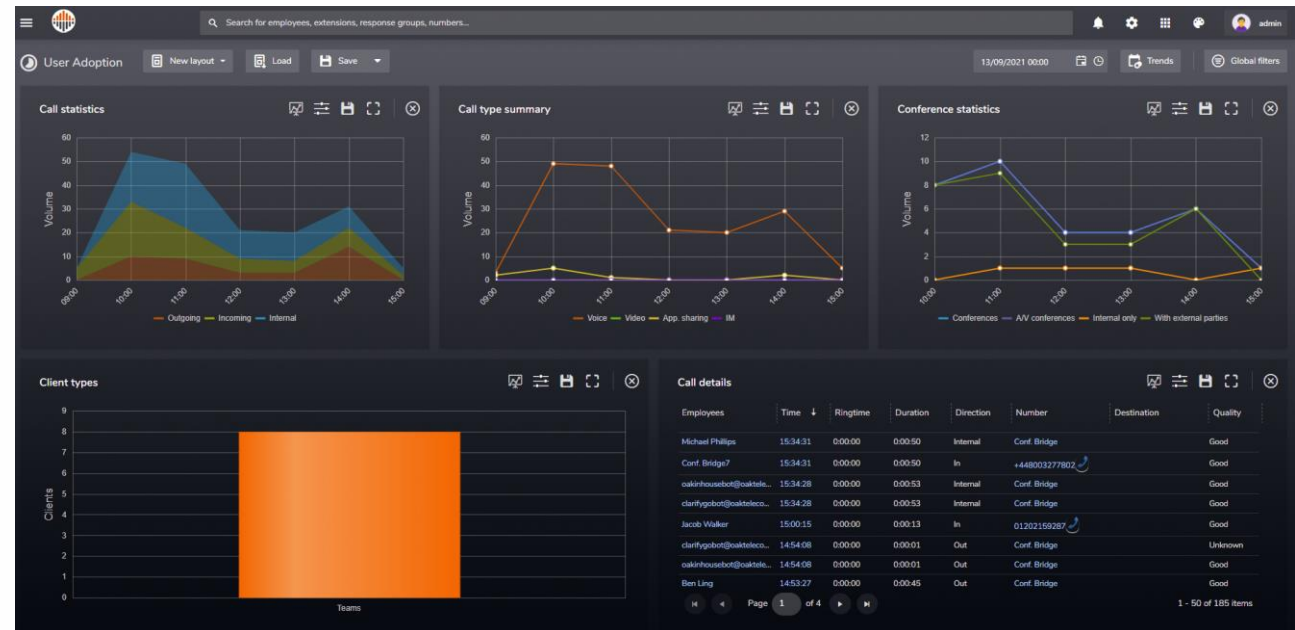 Search for employees, extensions, response groups, numbers...
admin
User Adoption
New layout
Load
Save
13/09/2021 00:00
Trends
Global filters
Call statistics
60
50
40
30
20
10
0
Volume
09:00 10:00 11:00 12:00 13:00 14:00 15:00
Outgoing Incoming Internal
Call type summary
60
50
40
30
20
10
0
Volume
09:00 10:00 11:00 12:00 13:00 14:00 15:00
Voice Video App. sharing IM
Conference statistics
12
10
8
6
4
2
0
Volume
10:00 11:00 12:00 13:00 14:00 15:00
Conferences A/V conferences Internal only With external parties
Client types
9
8
7
6
5
4
3
2
1
0
Clients
Teams
Call details
Employees Time Ringtime Duration Direction Number Destination Quality
Michael Phillips 15:34:31 0:00:00 0:00:50 Internal Conf. Bridge Good
Conf. Bridge7 15:34:31 0:00:00 0:00:50 In +448003277802 Good
oakinhousebot@oaktele... 15:34:28 0:00:00 0:00:53 Internal Conf. Bridge Good
clarifygobot@oakteleco... 15:34:28 0:00:00 0:00:53 Internal Conf. Bridge Good
Jacob Walker 15:00:15 0:00:00 0:00:13 In 01202159287 Good
clarifygobot@oakteleco... 14:54:08 0:00:00 0:00:01 Out Conf. Bridge Unknown
oakinhousebot@oaktele... 14:54:08 0:00:00 0:00:01 Out Conf. Bridge Good
Ben Ling 14:53:27 0:00:00 0:00:45 Out Conf. Bridge Good
Page 1 of 4
1 - 50 of 185 items